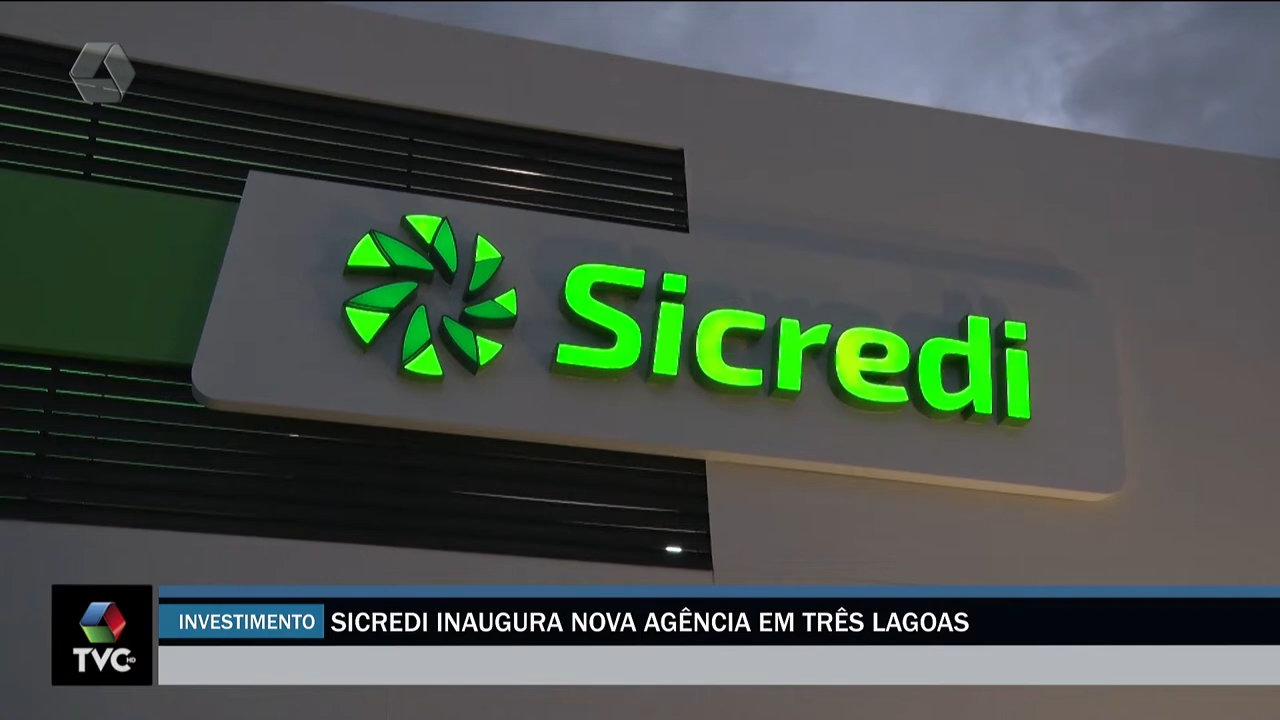 Sicredi
INVESTIMENTO SICREDI INAUGURA NOVA AGÊNCIA EM TRÊS LAGOAS
TVC HD